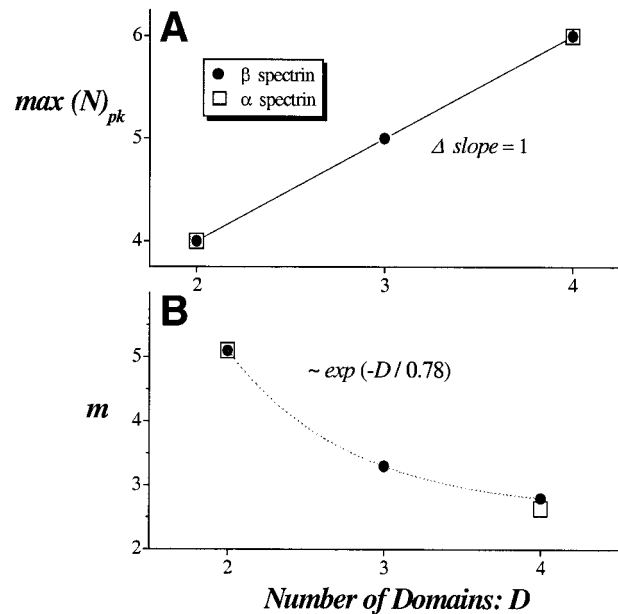 A
6
β spectrin
α spectrin
max (N)pk
5
Δ slope = 1
4
2 3 4
B
5
~ exp (-D / 0.78)
m
4
3
2
2 3 4
Number of Domains: D